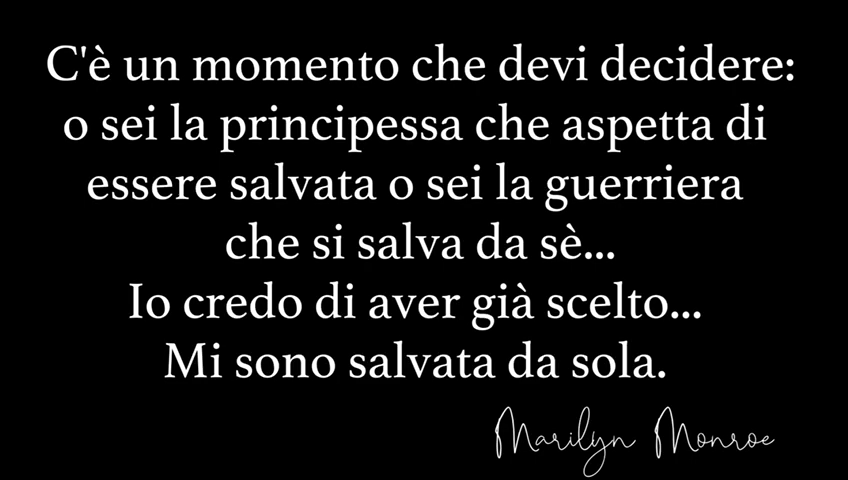 C'è un momento che devi decidere:
o sei la principessa che aspetta di
essere salvata o sei la guerriera
che si salva da sè...
Io credo di aver già scelto...
Mi sono salvata da sola.
Marilyn Monroe